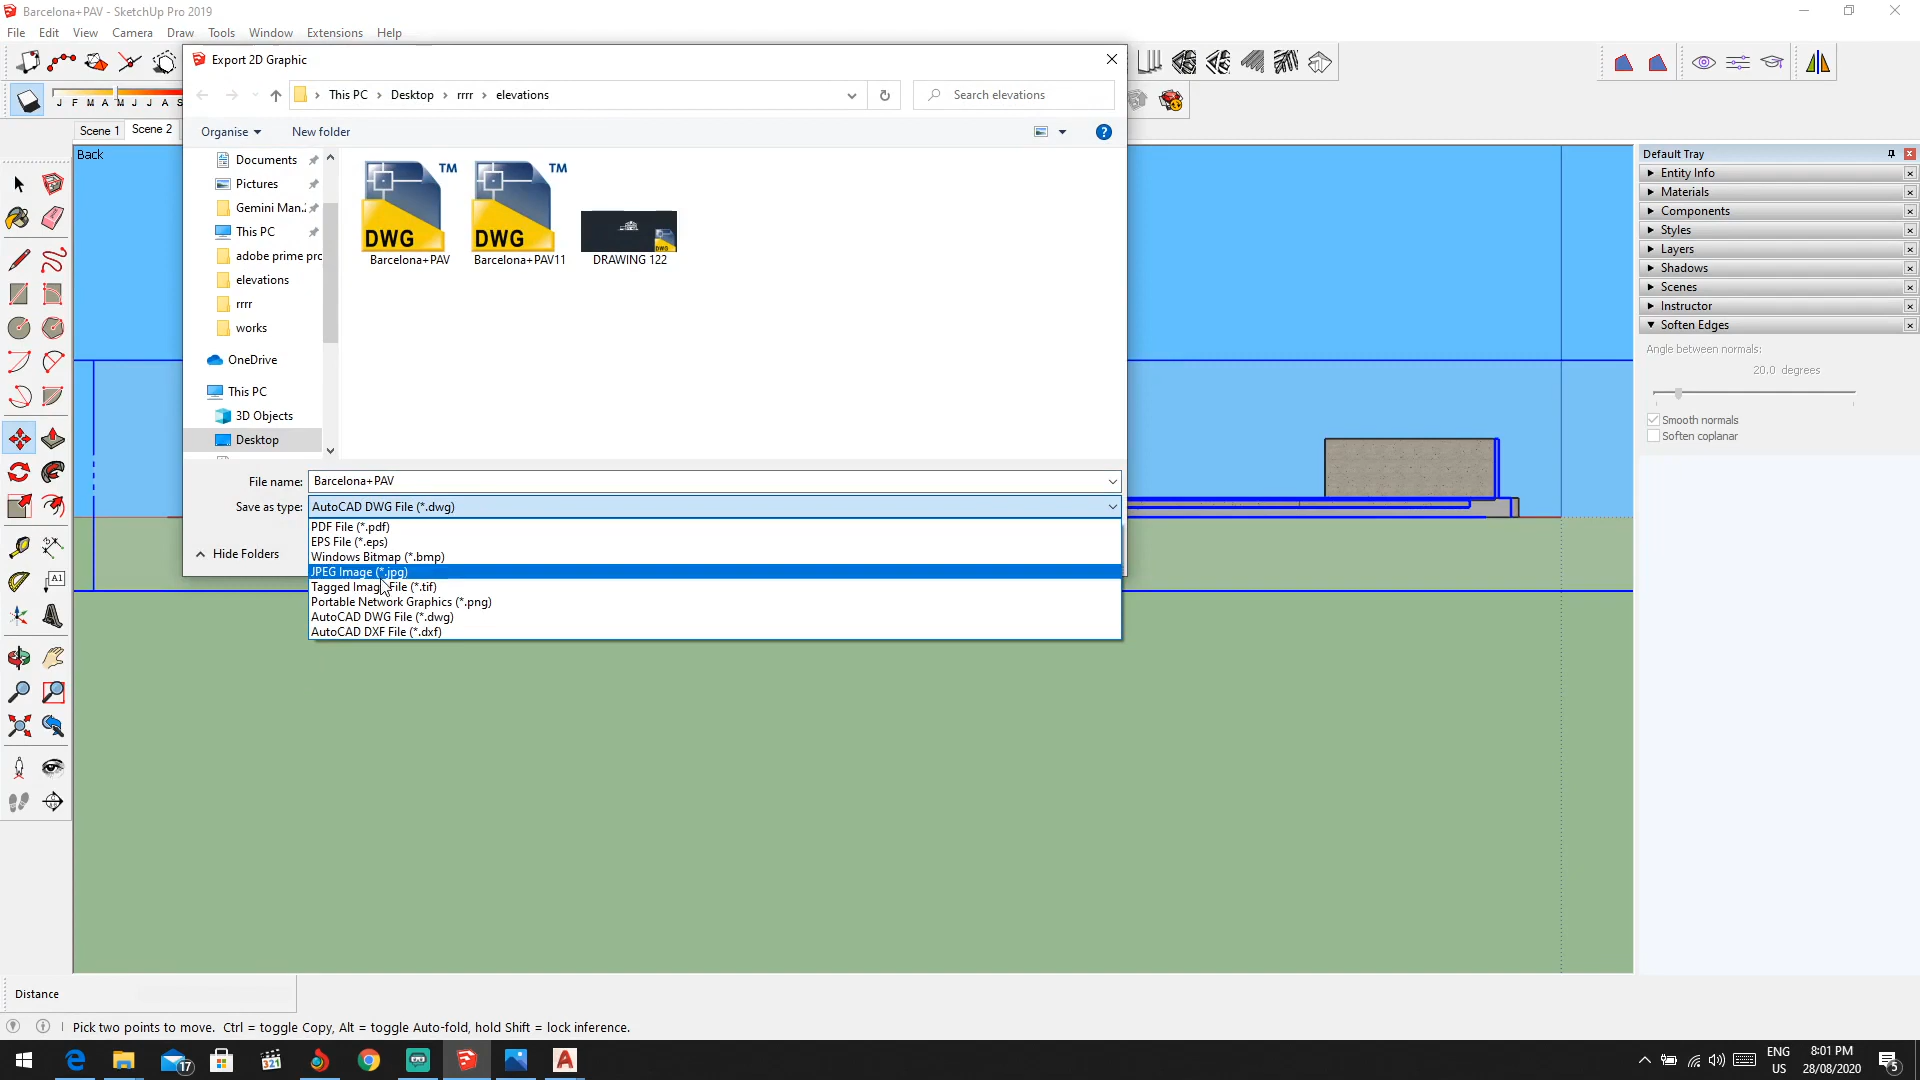 Barcelona+PAV - SketchUp Pro 2019
File Edit View Camera Draw Tools Window Extensions Help
Export 2D Graphic
This PC > Desktop > rrrr > elevations
Search elevations
Organise
New folder
J F M A M J J A S
Scene 1
Scene 2
Back
Documents
Pictures
Gemini Man.
This PC
adobe prime pro
elevations
rrrr
works
OneDrive
This PC
3D Objects
Desktop
DWG TM
Barcelona+PAV
DWG TM
Barcelona+PAV11
DWG
DRAWING 122
File name: Barcelona+PAV
Save as type: AutoCAD DWG File (*.dwg)
Hide Folders
PDF File (*.pdf)
EPS File (*.eps)
Windows Bitmap (*.bmp)
JPEG Image (*.jpg)
Tagged Image File (*.tif)
Portable Network Graphics (*.png)
AutoCAD DWG File (*.dwg)
AutoCAD DXF File (*.dxf)
Default Tray
Entity Info
Materials
Components
Styles
Layers
Shadows
Scenes
Instructor
Soften Edges
Angle between normals:
20.0 degrees
Smooth normals
Soften coplanar
A1
Distance
Pick two points to move. Ctrl = toggle Copy, Alt = toggle Auto-fold, hold Shift = lock inference.
17
321
ENG
US
8:01 PM
28/08/2020
5